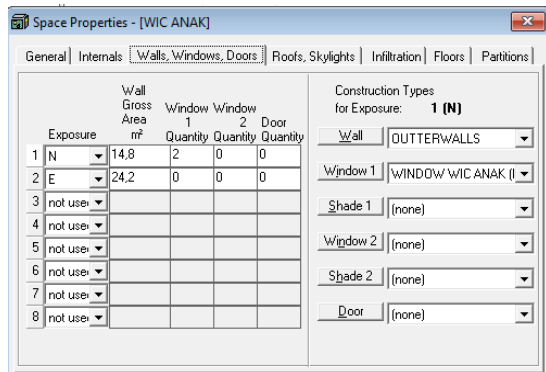 Space Properties - [WIC ANAK]
General Internals Walls, Windows, Doors Roofs, Skylights Infiltration Floors Partitions
Exposure
Wall Gross Area m²
Window 1 Quantity
Window 2 Quantity
Door Quantity
1 N 14,8 2 0 0
2 E 24,2 0 0 0
3 not use
4 not use
5 not use
6 not use
7 not use
8 not use
Construction Types
for Exposure: 1 (N)
Wall OUTTERWALLS
Window 1 WINDOW WIC ANAK (
Shade 1 (none)
Window 2 (none)
Shade 2 (none)
Door (none)